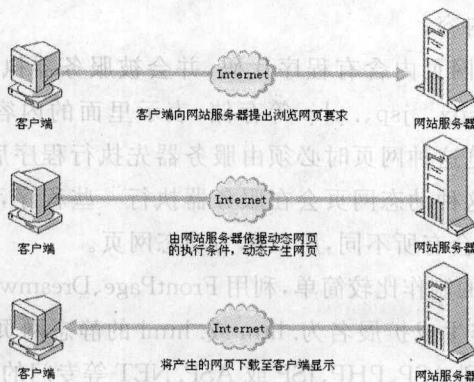 Internet
客户端
客户端向网站服务器提出浏览网页要求
网站服务器
Internet
客户端
由网站服务器依据动态网页
的执行条件，动态产生网页
网站服务器
Internet
客户端
将产生的网页下载至客户端显示
网站服务器